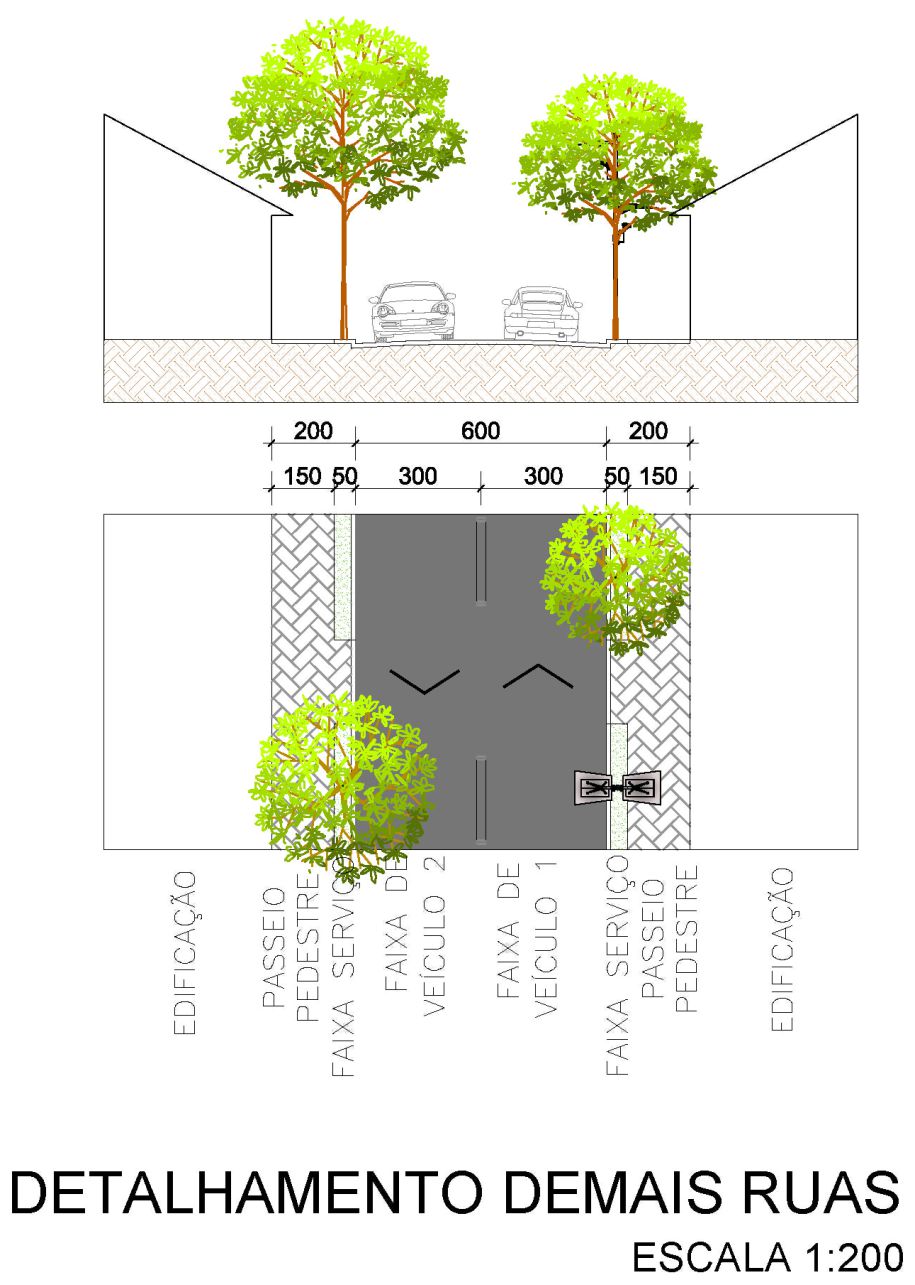 200 600 200
150 50 300 300 50 150
EDIFICAÇÃO
PASSEIO
PEDESTRE
FAIXA SERVIÇO
FAIXA DE
VEÍCULO 2
FAIXA DE
VEÍCULO 1
FAIXA SERVIÇO
PASSEIO
PEDESTRE
EDIFICAÇÃO
DETALHAMENTO DEMAIS RUAS
ESCALA 1:200